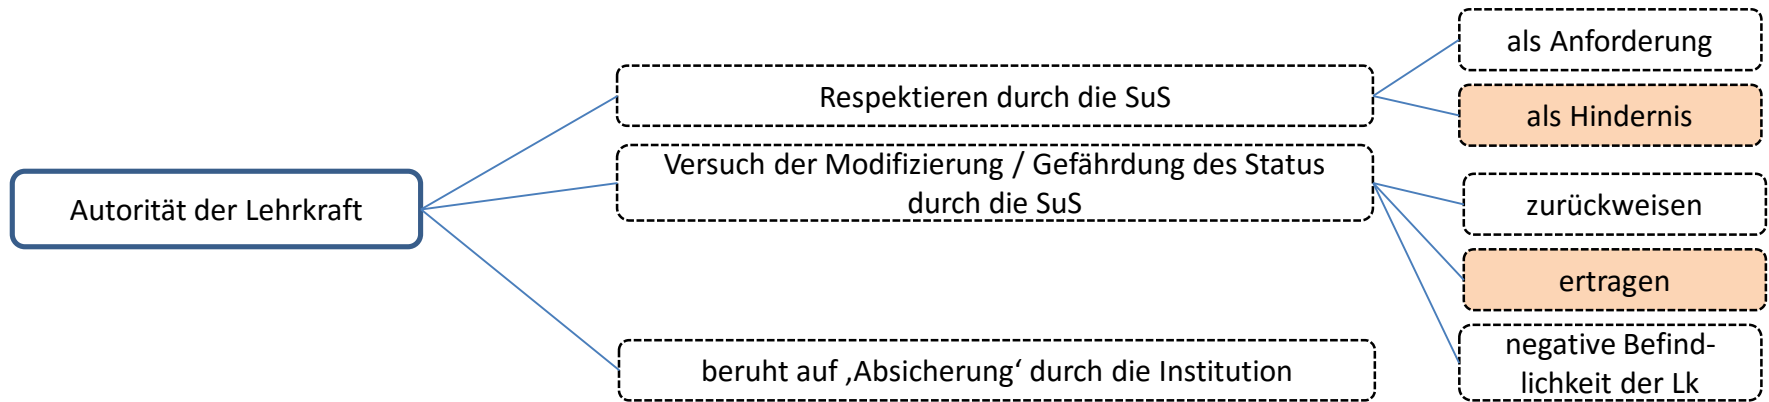 Autorität der Lehrkraft
Respektieren durch die SuS
als Anforderung
als Hindernis
Versuch der Modifizierung / Gefährdung des Status
durch die SuS
zurückweisen
ertragen
negative Befind-
lichkeit der Lk
beruht auf ‚Absicherung‘ durch die Institution